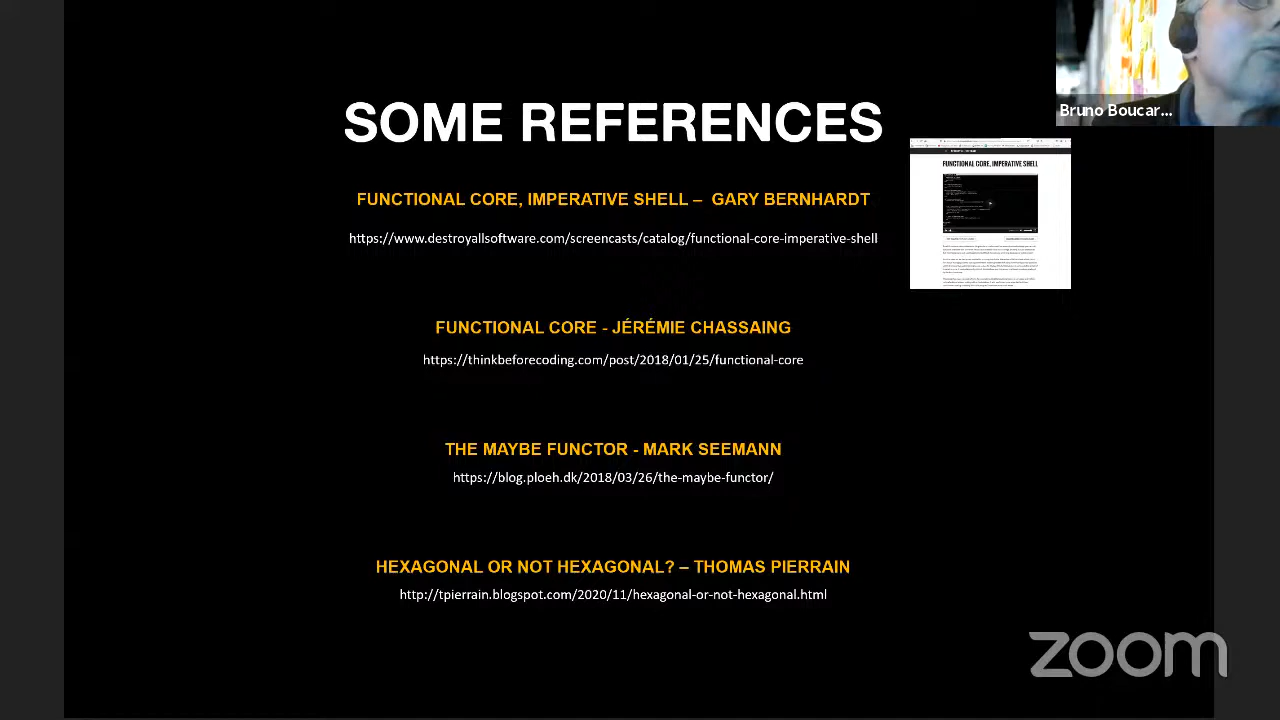 SOME REFERENCES
Bruno Boucar...
FUNCTIONAL CORE, IMPERATIVE SHELL
FUNCTIONAL CORE, IMPERATIVE SHELL – GARY BERNHARDT
https://www.destroyallsoftware.com/screencasts/catalog/functional-core-imperative-shell
FUNCTIONAL CORE - JÉRÉMIE CHASSAING
https://thinkbeforecoding.com/post/2018/01/25/functional-core
THE MAYBE FUNCTOR - MARK SEEMANN
https://blog.ploeh.dk/2018/03/26/the-maybe-functor/
HEXAGONAL OR NOT HEXAGONAL? – THOMAS PIERRAIN
http://tpierrain.blogspot.com/2020/11/hexagonal-or-not-hexagonal.html
zoom